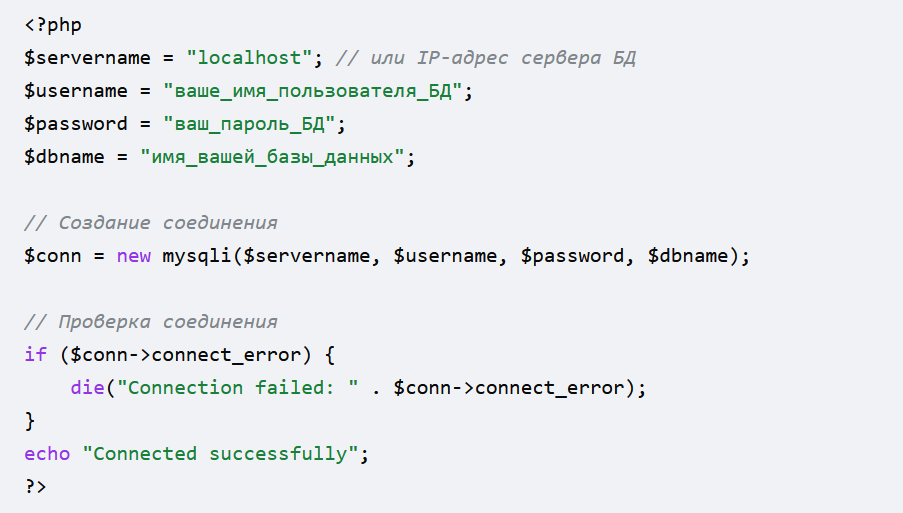 <?php
$servername = "localhost"; // или IP-адрес сервера БД
$username = "ваше_имя_пользователя_БД";
$password = "ваш_пароль_БД";
$dbname = "имя_вашей_базы_данных";

// Создание соединения
$conn = new mysqli($servername, $username, $password, $dbname);

// Проверка соединения
if ($conn->connect_error) {
    die("Connection failed: " . $conn->connect_error);
}
echo "Connected successfully";
?>